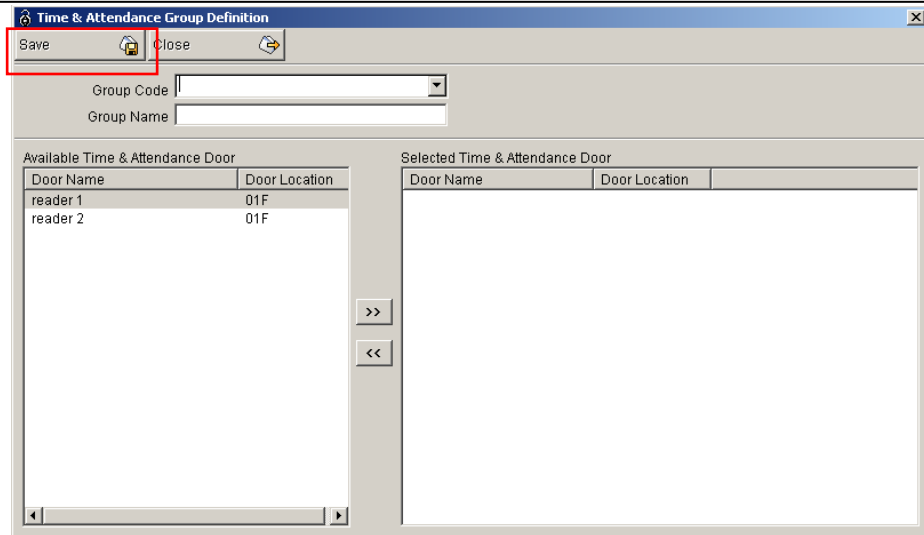 Time & Attendance Group Definition
Save Close
Group Code
Group Name
Available Time & Attendance Door
Door Name Door Location
reader 1 01F
reader 2 01F
>>
<<
Selected Time & Attendance Door
Door Name Door Location